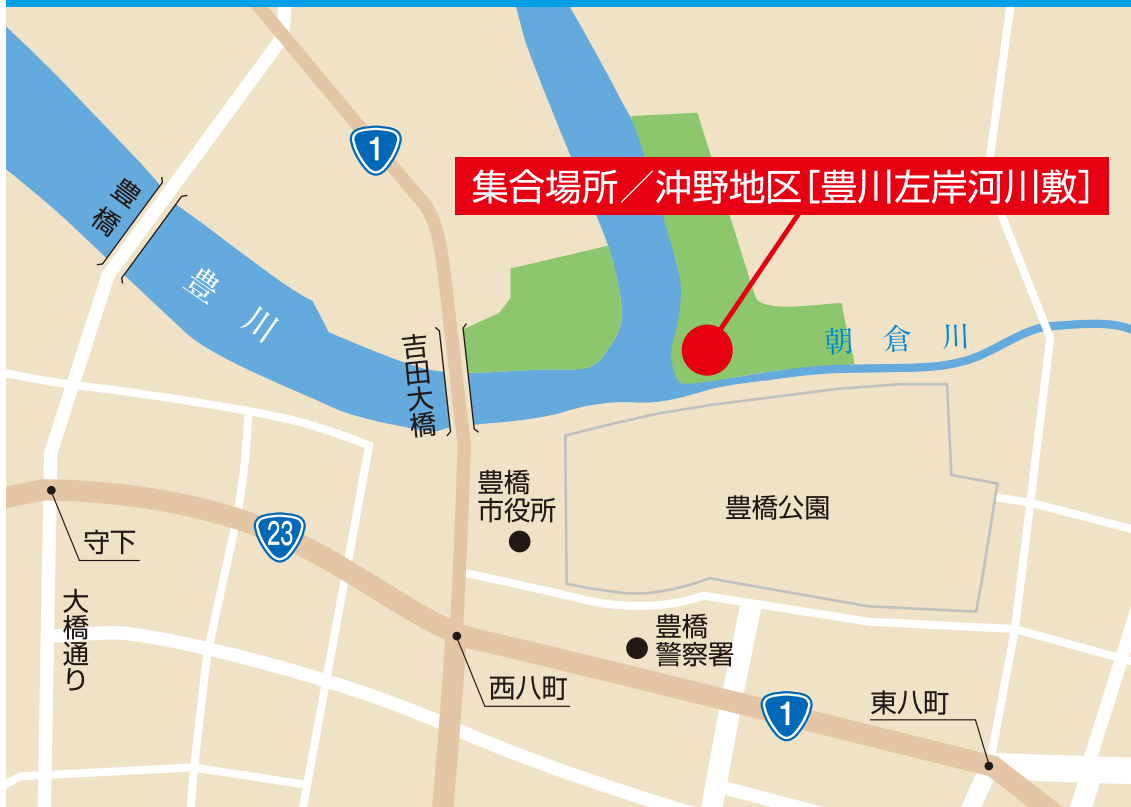 1
集合場所／沖野地区[豊川左岸河川敷]
豊橋
豊川
朝倉川
吉田大橋
豊橋
市役所
豊橋公園
23
守下
大橋通り
豊橋
警察署
西八町
1
東八町